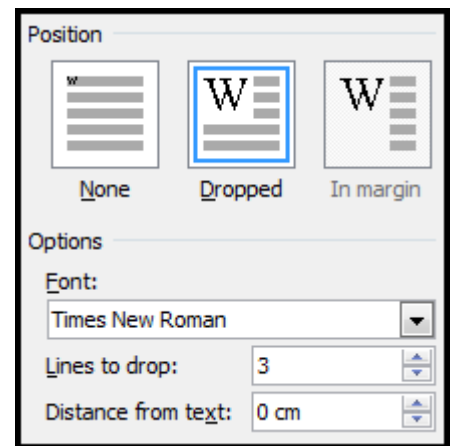 Position
W W W
None Dropped In margin
Options
Font:
Times New Roman
Lines to drop: 3
Distance from text: 0 cm